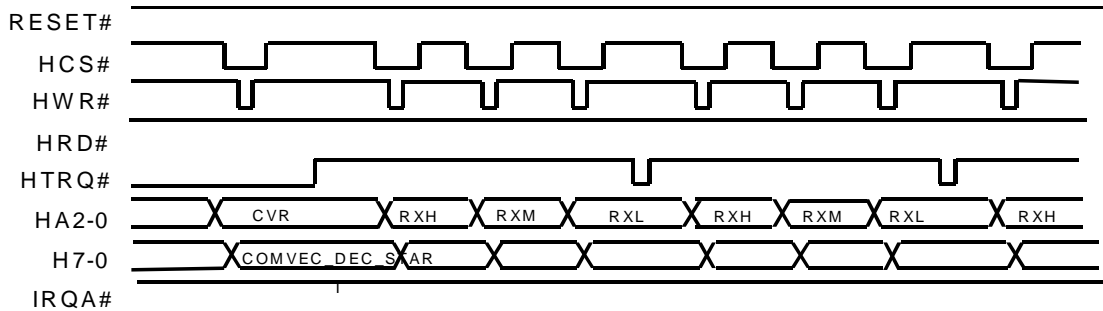 RESET#
HCS#
HWR#
HRD#
HTRQ#
HA2-0 CVR RXH RXM RXL RXH RXM RXL RXH
H7-0 COMVEC_DEC_STAR
IRQA#